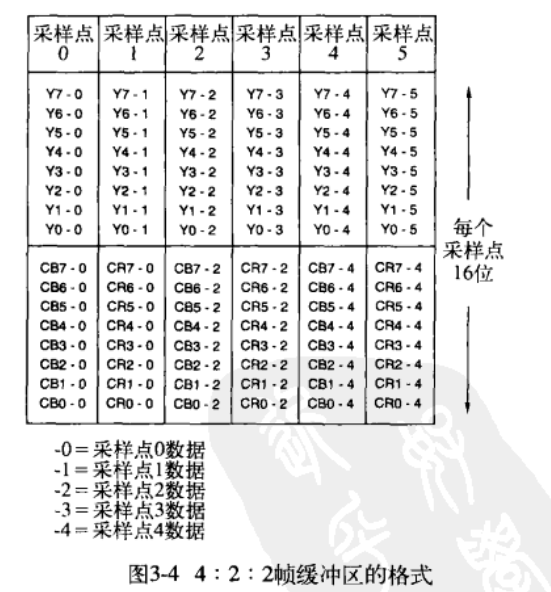 采样点 采样点 采样点 采样点 采样点 采样点
0 1 2 3 4 5
Y7 - 0 Y7 - 1 Y7 - 2 Y7 - 3 Y7 - 4 Y7 - 5
Y6 - 0 Y6 - 1 Y6 - 2 Y6 - 3 Y6 - 4 Y6 - 5
Y5 - 0 Y5 - 1 Y5 - 2 Y5 - 3 Y5 - 4 Y5 - 5
Y4 - 0 Y4 - 1 Y4 - 2 Y4 - 3 Y4 - 4 Y4 - 5
Y3 - 0 Y3 - 1 Y3 - 2 Y3 - 3 Y3 - 4 Y3 - 5
Y2 - 0 Y2 - 1 Y2 - 2 Y2 - 3 Y2 - 4 Y2 - 5
Y1 - 0 Y1 - 1 Y1 - 2 Y1 - 3 Y1 - 4 Y1 - 5
Y0 - 0 Y0 - 1 Y0 - 2 Y0 - 3 Y0 - 4 Y0 - 5
每个
采样点
16位
CB7 - 0 CR7 - 0 CB7 - 2 CR7 - 2 CB7 - 4 CR7 - 4
CB6 - 0 CR6 - 0 CB6 - 2 CR6 - 2 CB6 - 4 CR6 - 4
CB5 - 0 CR5 - 0 CB5 - 2 CR5 - 2 CB5 - 4 CR5 - 4
CB4 - 0 CR4 - 0 CB4 - 2 CR4 - 2 CB4 - 4 CR4 - 4
CB3 - 0 CR3 - 0 CB3 - 2 CR3 - 2 CB3 - 4 CR3 - 4
CB2 - 0 CR2 - 0 CB2 - 2 CR2 - 2 CB2 - 4 CR2 - 4
CB1 - 0 CR1 - 0 CB1 - 2 CR1 - 2 CB1 - 4 CR1 - 4
CB0 - 0 CR0 - 0 CB0 - 2 CR0 - 2 CB0 - 4 CR0 - 4
-0＝采样点0数据
-1＝采样点1数据
-2＝采样点2数据
-3＝采样点3数据
-4＝采样点4数据
图3-4 4：2：2帧缓冲区的格式